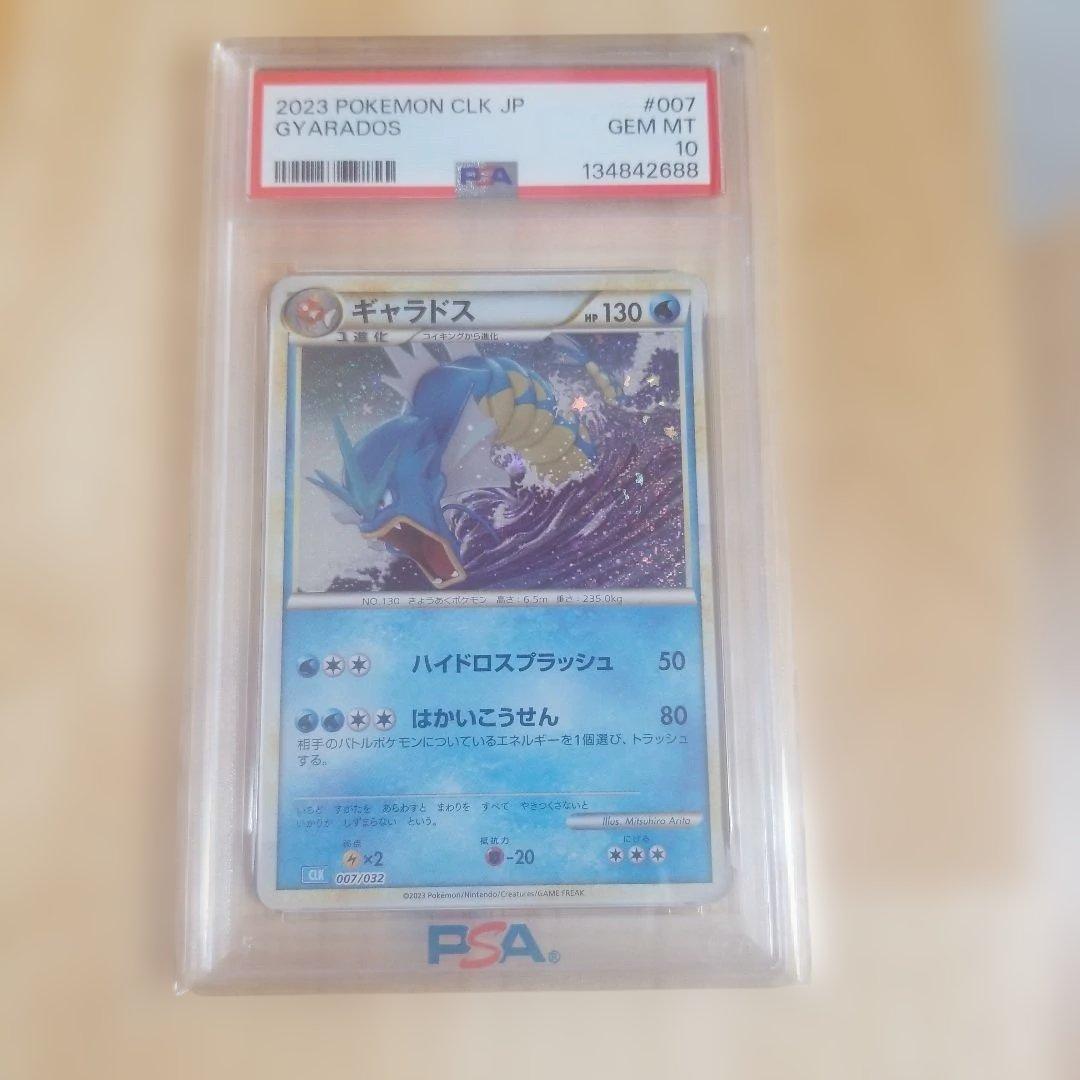 2023 POKEMON CLK JP #007
GYARADOS GEM MT
10
PSA 134842688
ギャラドス HP 130
1進化 コイキングから進化
NO.130 きょうあくポケモン 高さ:6.5m 重さ:235.0kg
ハイドロスプラッシュ 50
はかいこうせん 80
相手のバトルポケモンについているエネルギーを1個選び、トラッシュ
する。
いちど すがたを あらわすと まわりを すべて やきつくさないと
いかりが しずまらない という。
Illus. Mitsuhiro Arita
弱点 抵抗力 にげる
×2 -20
CLK 007/032
©2023 Pokémon/Nintendo/Creatures/GAME FREAK
PSA®